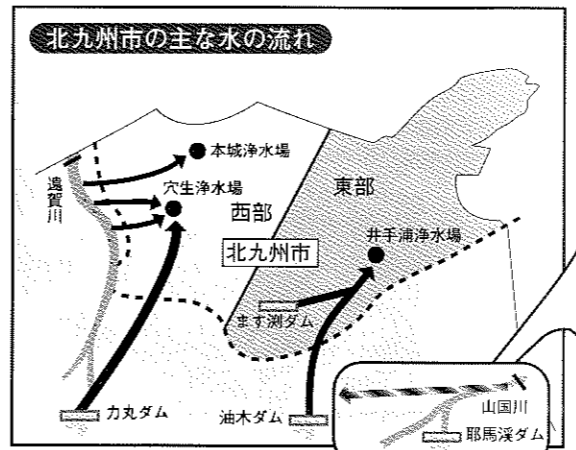 北九州市の主な水の流れ
本城浄水場
遠賀川
穴生浄水場
西部
東部
北九州市
井手浦浄水場
ます渕ダム
力丸ダム
油木ダム
山国川
耶馬渓ダム